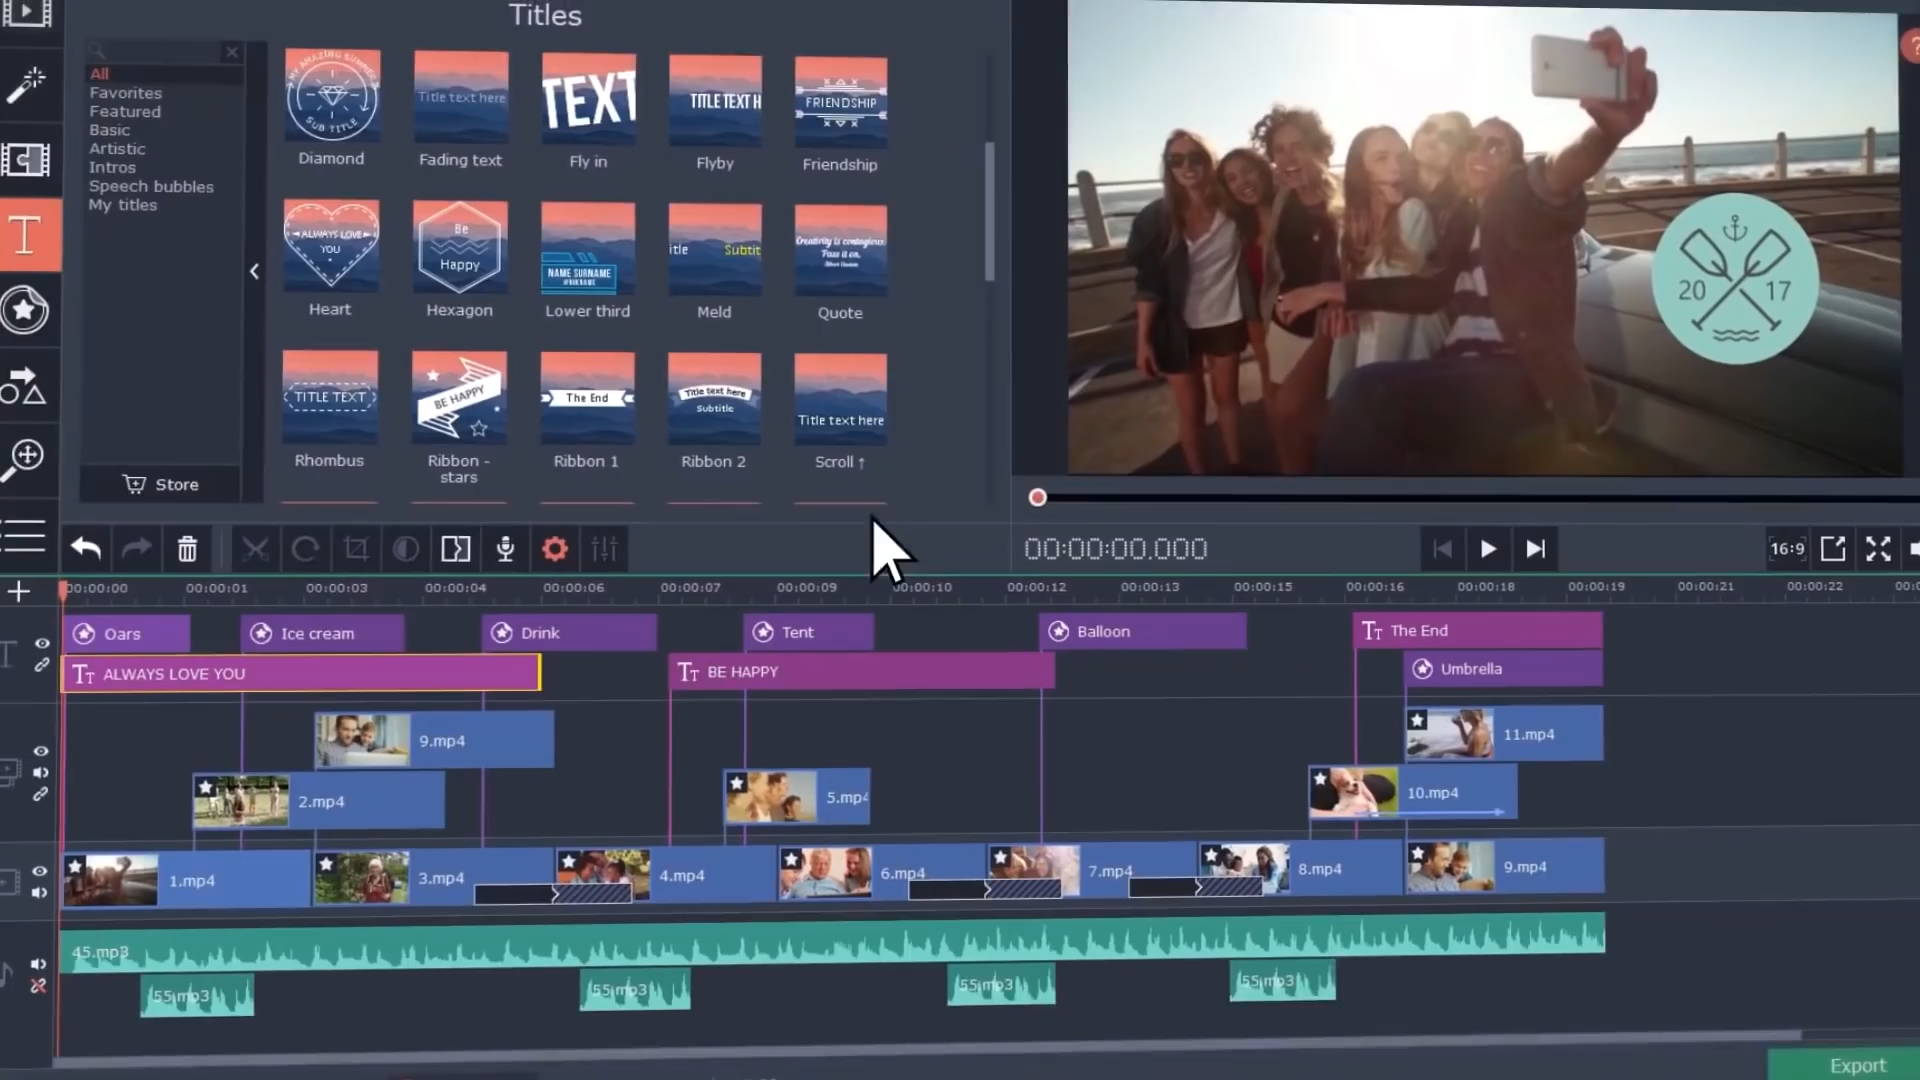 Titles
All
Favorites
Featured
Basic
Artistic
Intros
Speech bubbles
My titles
Store
MY AMAZING SUMMER
SUB TITLE
Diamond
Title text here
Fading text
TEXT
Fly in
TITLE TEXT H
Flyby
FRIENDSHIP
Friendship
ALWAYS LOVE
YOU
Heart
Be
Happy
Hexagon
NAME SURNAME
Lower third
itle
Subtit
Meld
Creativity is contagious
Pass it on.
Quote
TITLE TEXT
Rhombus
BE HAPPY
Ribbon -
stars
The End
Ribbon 1
Title text here
Subtitle
Ribbon 2
Title text here
Scroll ↑
20 17
?
00:00:00.000
16:9
00:00:00 00:00:01 00:00:03 00:00:04 00:00:06 00:00:07 00:00:09 00:00:10 00:00:12 00:00:13 00:00:15 00:00:16 00:00:18 00:00:19 00:00:21 00:00:22 00:0
Oars Ice cream Drink Tent Balloon The End
ALWAYS LOVE YOU BE HAPPY Umbrella
9.mp4 11.mp4
2.mp4 5.mp4 10.mp4
1.mp4 3.mp4 4.mp4 6.mp4 7.mp4 8.mp4 9.mp4
45.mp3
55.mp3 55.mp3 55.mp3 55.mp3
Export